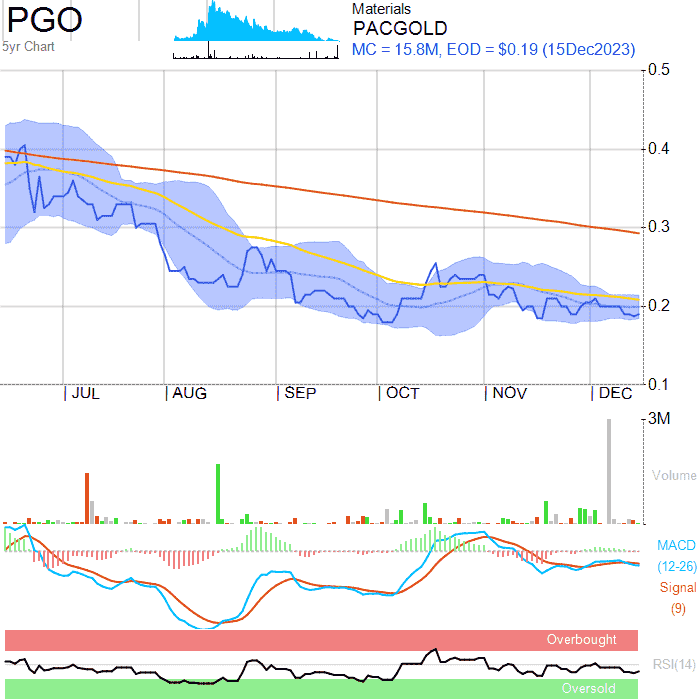 PGO
5yr Chart
Materials
PACGOLD
MC = 15.8M, EOD = $0.19 (15Dec2023)
0.5
0.4
0.3
0.2
0.1
JUL AUG SEP OCT NOV DEC
3M
Volume
MACD
(12-26)
Signal
(9)
Overbought
RSI(14)
Oversold